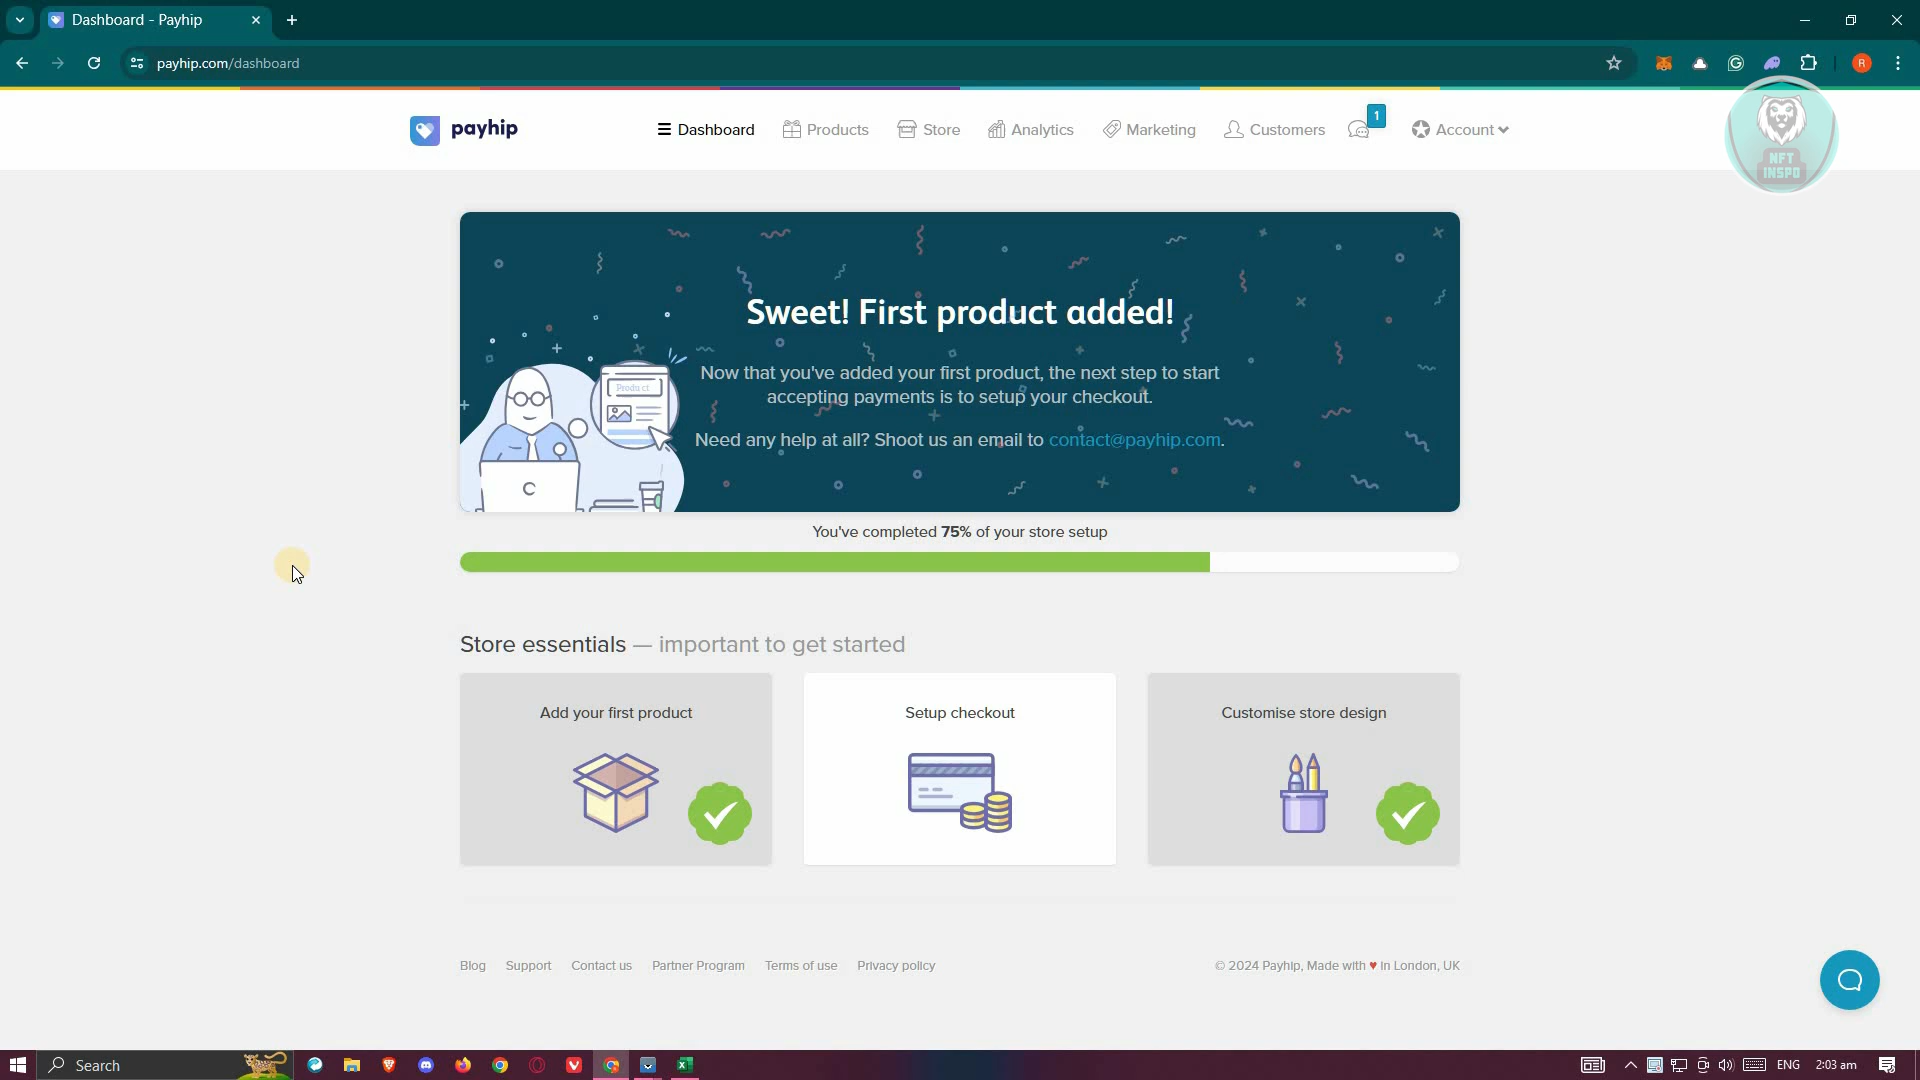 Dashboard - Payhip
payhip.com/dashboard
R
payhip
Dashboard
Products
Store
Analytics
Marketing
Customers
1
Account
NFT
INSPO
Sweet! First product added!
Now that you've added your first product, the next step to start
accepting payments is to setup your checkout.
Need any help at all? Shoot us an email to contact@payhip.com.
Product
C
You've completed 75% of your store setup
Store essentials — important to get started
Add your first product
Setup checkout
Customise store design
Blog
Support
Contact us
Partner Program
Terms of use
Privacy policy
© 2024 Payhip, Made with ♥ in London, UK
Search
ENG
2:03 am